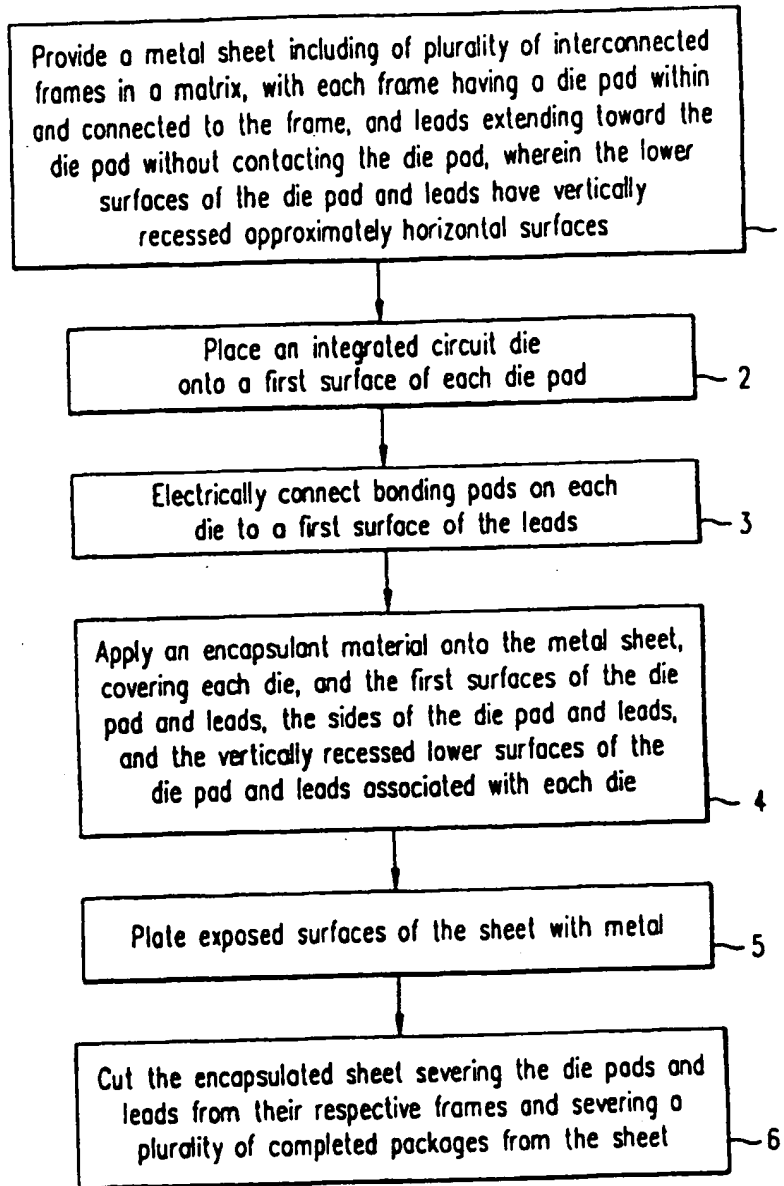 Provide a metal sheet including of plurality of interconnected
frames in a matrix, with each frame having a die pad within
and connected to the frame, and leads extending toward the
die pad without contacting the die pad, wherein the lower
surfaces of the die pad and leads have vertically
recessed approximately horizontal surfaces
Place an integrated circuit die
onto a first surface of each die pad
2
Electrically connect bonding pads on each
die to a first surface of the leads
3
Apply an encapsulant material onto the metal sheet,
covering each die, and the first surfaces of the die
pad and leads, the sides of the die pad and leads,
and the vertically recessed lower surfaces of the
die pad and leads associated with each die
4
Plate exposed surfaces of the sheet with metal
5
Cut the encapsulated sheet severing the die pads and
leads from their respective frames and severing a
plurality of completed packages from the sheet
6